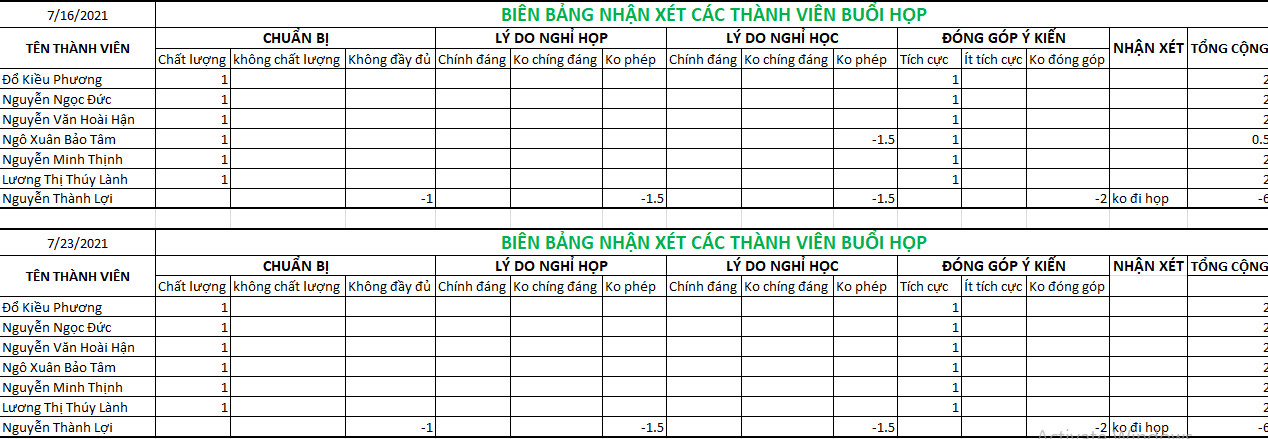 7/16/2021 BIÊN BẢNG NHẬN XÉT CÁC THÀNH VIÊN BUỔI HỌP
TÊN THÀNH VIÊN CHUẨN BỊ LÝ DO NGHỈ HỌP LÝ DO NGHỈ HỌC ĐÓNG GÓP Ý KIẾN NHẬN XÉT TỔNG CỘNG
Chất lượng không chất lượng Không đầy đủ Chính đáng Ko chíng đáng Ko phép Chính đáng Ko chíng đáng Ko phép Tích cực Ít tích cực Ko đóng góp
Đổ Kiều Phương 1 1 2
Nguyễn Ngọc Đức 1 1 2
Nguyễn Văn Hoài Hận 1 1 2
Ngô Xuân Bảo Tâm 1 -1.5 1 0.5
Nguyễn Minh Thịnh 1 1 2
Lương Thị Thúy Lành 1 1 2
Nguyễn Thành Lợi -1 -1.5 -1.5 -2 ko đi họp -6
7/23/2021 BIÊN BẢNG NHẬN XÉT CÁC THÀNH VIÊN BUỔI HỌP
TÊN THÀNH VIÊN CHUẨN BỊ LÝ DO NGHỈ HỌP LÝ DO NGHỈ HỌC ĐÓNG GÓP Ý KIẾN NHẬN XÉT TỔNG CỘNG
Chất lượng không chất lượng Không đầy đủ Chính đáng Ko chíng đáng Ko phép Chính đáng Ko chíng đáng Ko phép Tích cực Ít tích cực Ko đóng góp
Đổ Kiều Phương 1 1 2
Nguyễn Ngọc Đức 1 1 2
Nguyễn Văn Hoài Hận 1 1 2
Ngô Xuân Bảo Tâm 1 1 2
Nguyễn Minh Thịnh 1 1 2
Lương Thị Thúy Lành 1 1 2
Nguyễn Thành Lợi -1 -1.5 -1.5 -2 ko đi họp -6